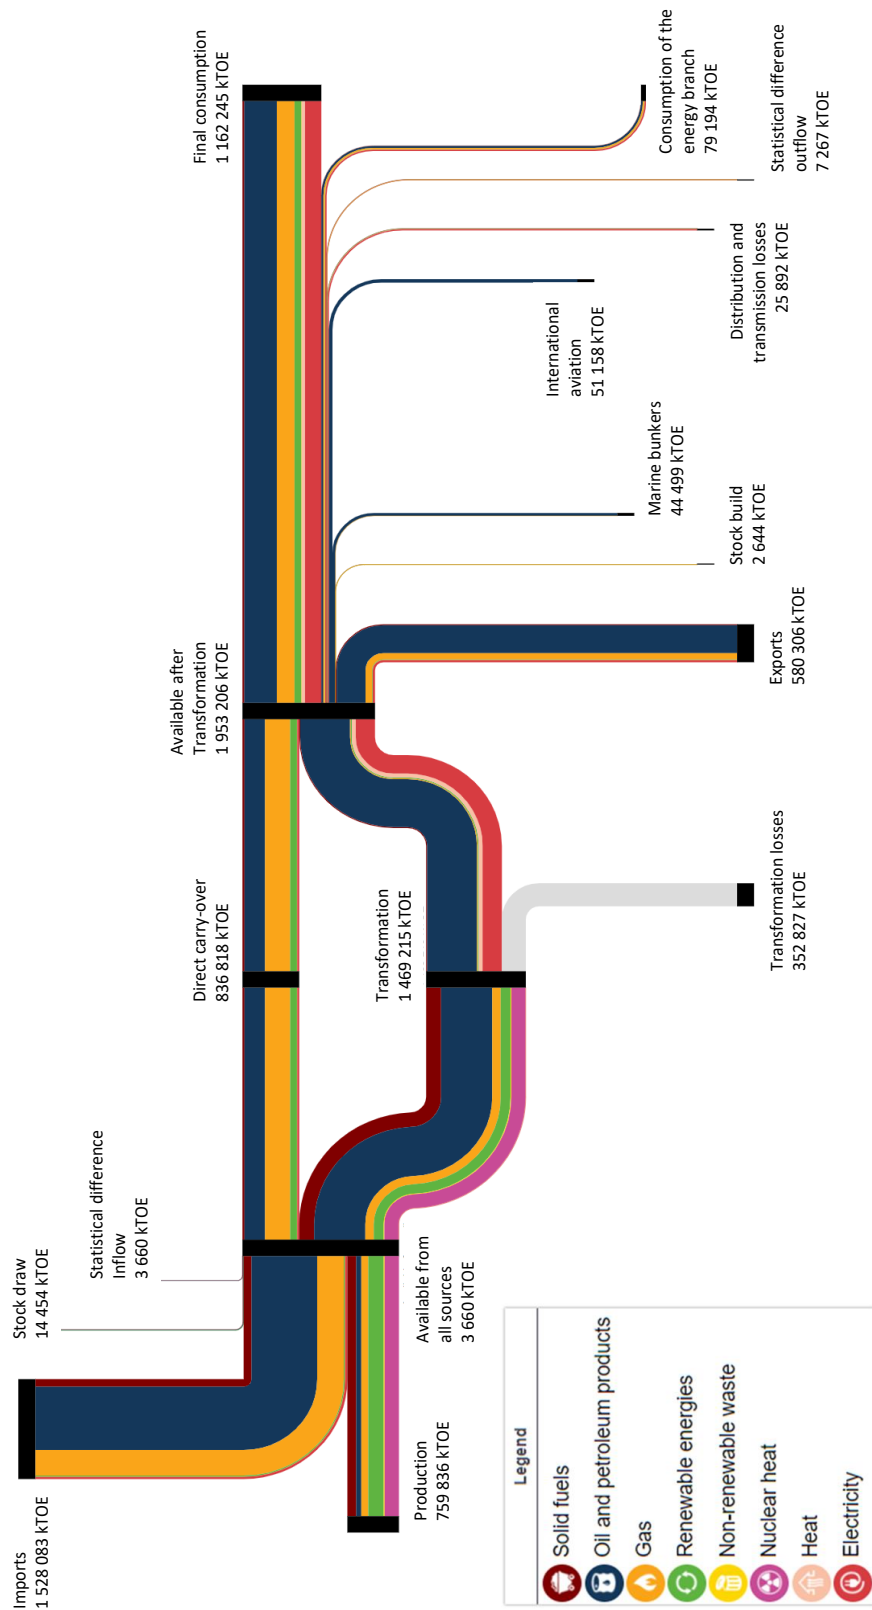 Imports
1 528 083 kTOE
Stock draw
14 454 kTOE
Statistical difference
Inflow
3 660 kTOE
Production
759 836 kTOE
Available from
all sources
3 660 kTOE
Direct carry-over
836 818 kTOE
Transformation
1 469 215 kTOE
Transformation losses
352 827 kTOE
Available after
Transformation
1 953 206 kTOE
Exports
580 306 kTOE
Stock build
2 644 kTOE
Marine bunkers
44 499 kTOE
International
aviation
51 158 kTOE
Distribution and
transmission losses
25 892 kTOE
Statistical difference
outflow
7 267 kTOE
Consumption of the
energy branch
79 194 kTOE
Final consumption
1 162 245 kTOE
Legend
Solid fuels
Oil and petroleum products
Gas
Renewable energies
Non-renewable waste
Nuclear heat
Heat
Electricity